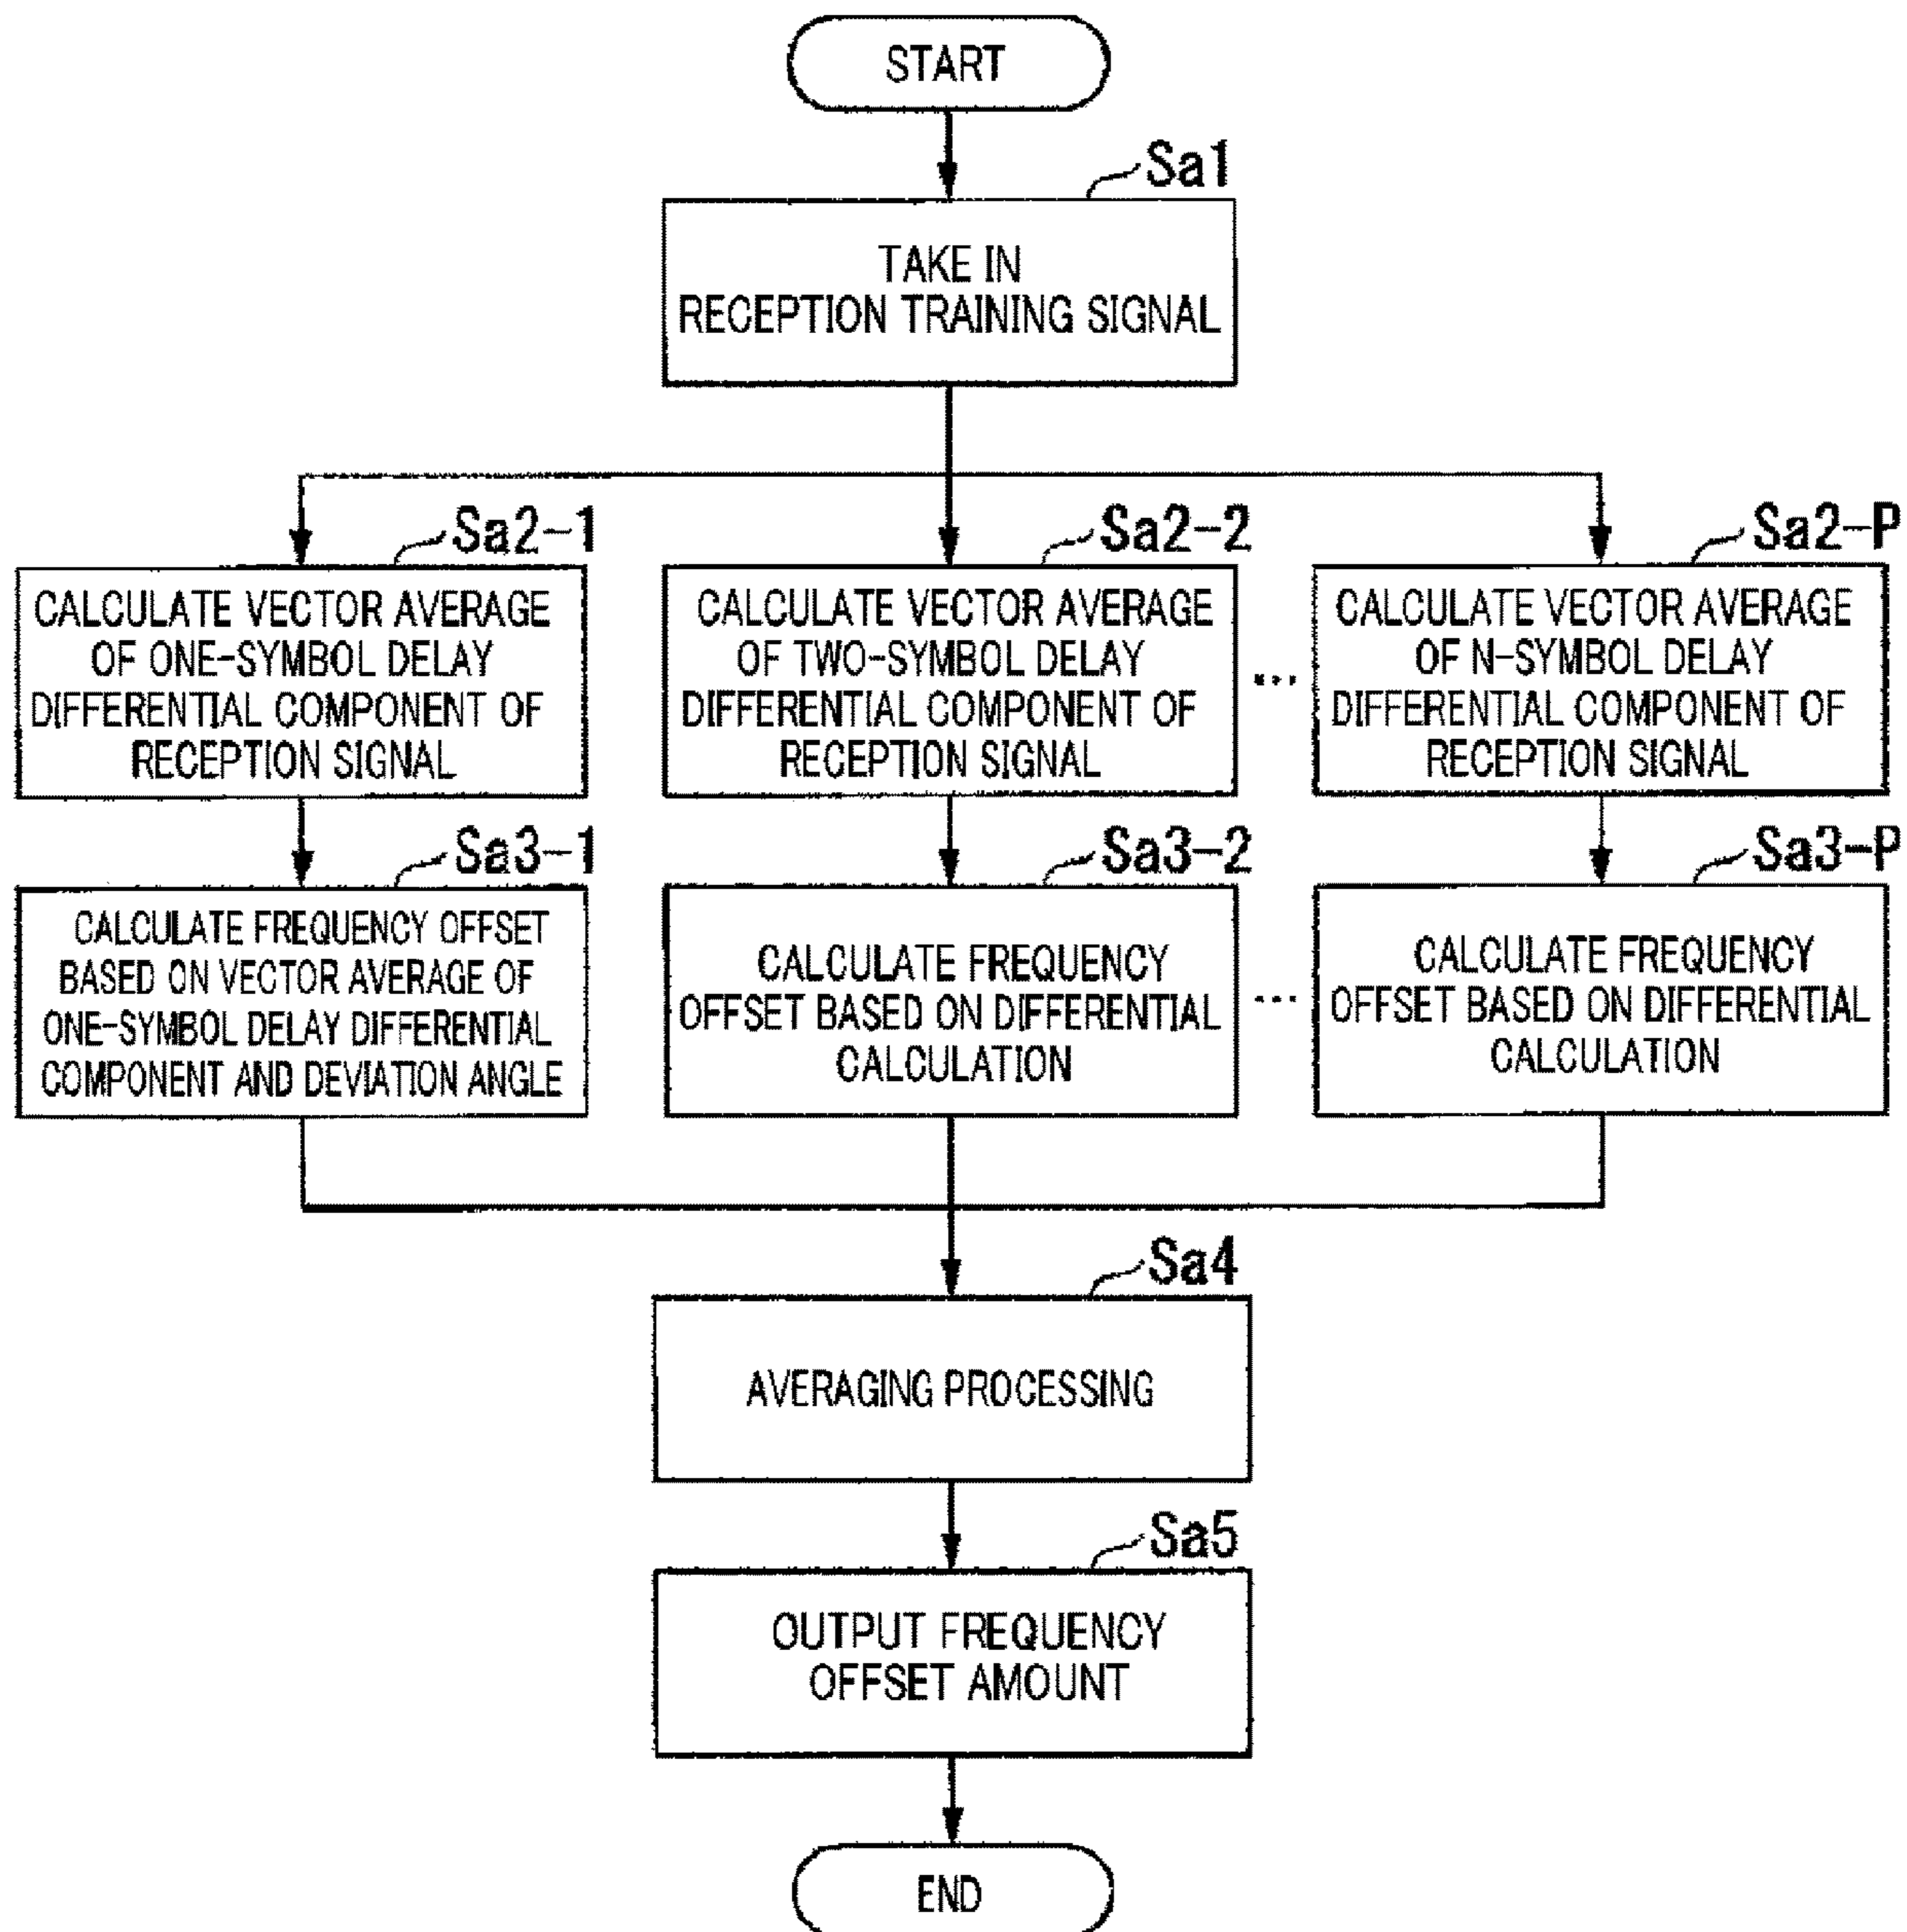 START
Sa1
TAKE IN
RECEPTION TRAINING SIGNAL
Sa2-1
CALCULATE VECTOR AVERAGE
OF ONE-SYMBOL DELAY
DIFFERENTIAL COMPONENT OF
RECEPTION SIGNAL
Sa2-2
CALCULATE VECTOR AVERAGE
OF TWO-SYMBOL DELAY
DIFFERENTIAL COMPONENT OF
RECEPTION SIGNAL
...
Sa2-P
CALCULATE VECTOR AVERAGE
OF N-SYMBOL DELAY
DIFFERENTIAL COMPONENT OF
RECEPTION SIGNAL
Sa3-1
CALCULATE FREQUENCY OFFSET
BASED ON VECTOR AVERAGE OF
ONE-SYMBOL DELAY DIFFERENTIAL
COMPONENT AND DEVIATION ANGLE
Sa3-2
CALCULATE FREQUENCY
OFFSET BASED ON DIFFERENTIAL
CALCULATION
...
Sa3-P
CALCULATE FREQUENCY
OFFSET BASED ON DIFFERENTIAL
CALCULATION
Sa4
AVERAGING PROCESSING
Sa5
OUTPUT FREQUENCY
OFFSET AMOUNT
END